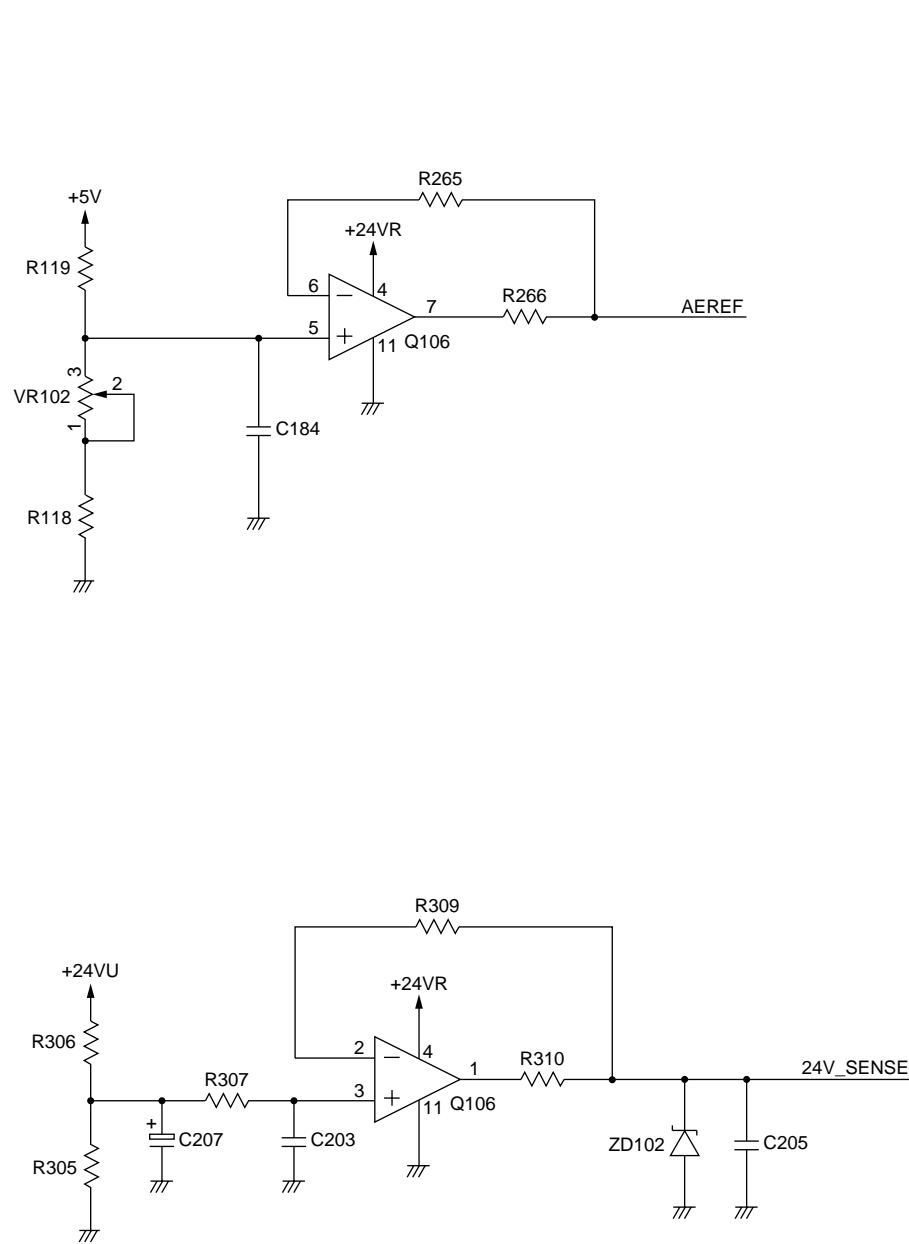 R265
+5V
+24VR
R119
6
4
R266
7
AEREF
5
11 Q106
3
2
VR102
1
C184
R118
R309
+24VU
+24VR
R306
2
4
R310
1
24V_SENSE
R307
3
11 Q106
+
C207
C203
ZD102
C205
R305